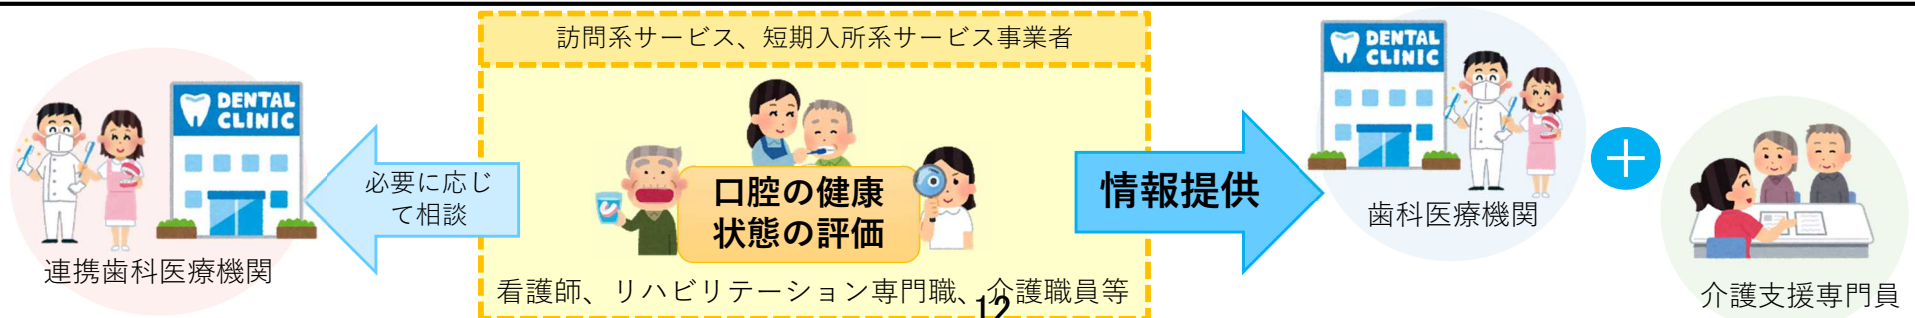 訪問系サービス、短期入所系サービス事業者
DENTAL
CLINIC
連携歯科医療機関
必要に応じ
て相談
口腔の健康
状態の評価
看護師、リハビリテーション専門職、介護職員等
12
情報提供
DENTAL
CLINIC
歯科医療機関
+
介護支援専門員